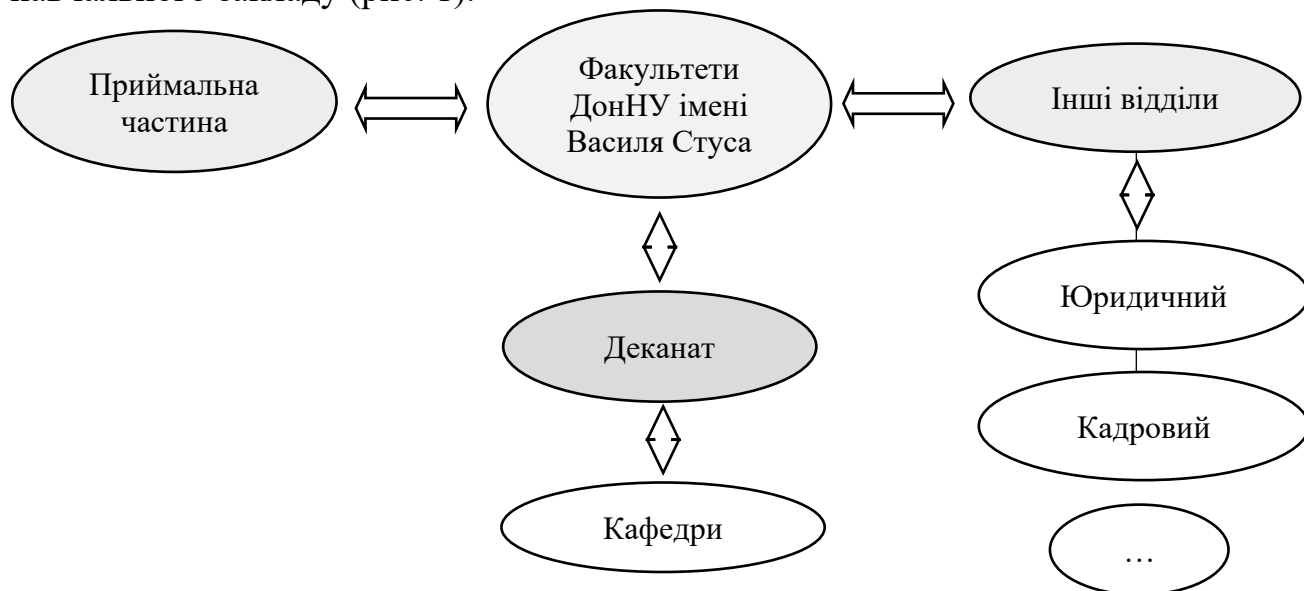 Приймальна
частина
Факультети
ДонНУ імені
Василя Стуса
Інші відділи
Юридичний
Деканат
Кадровий
Кафедри
…